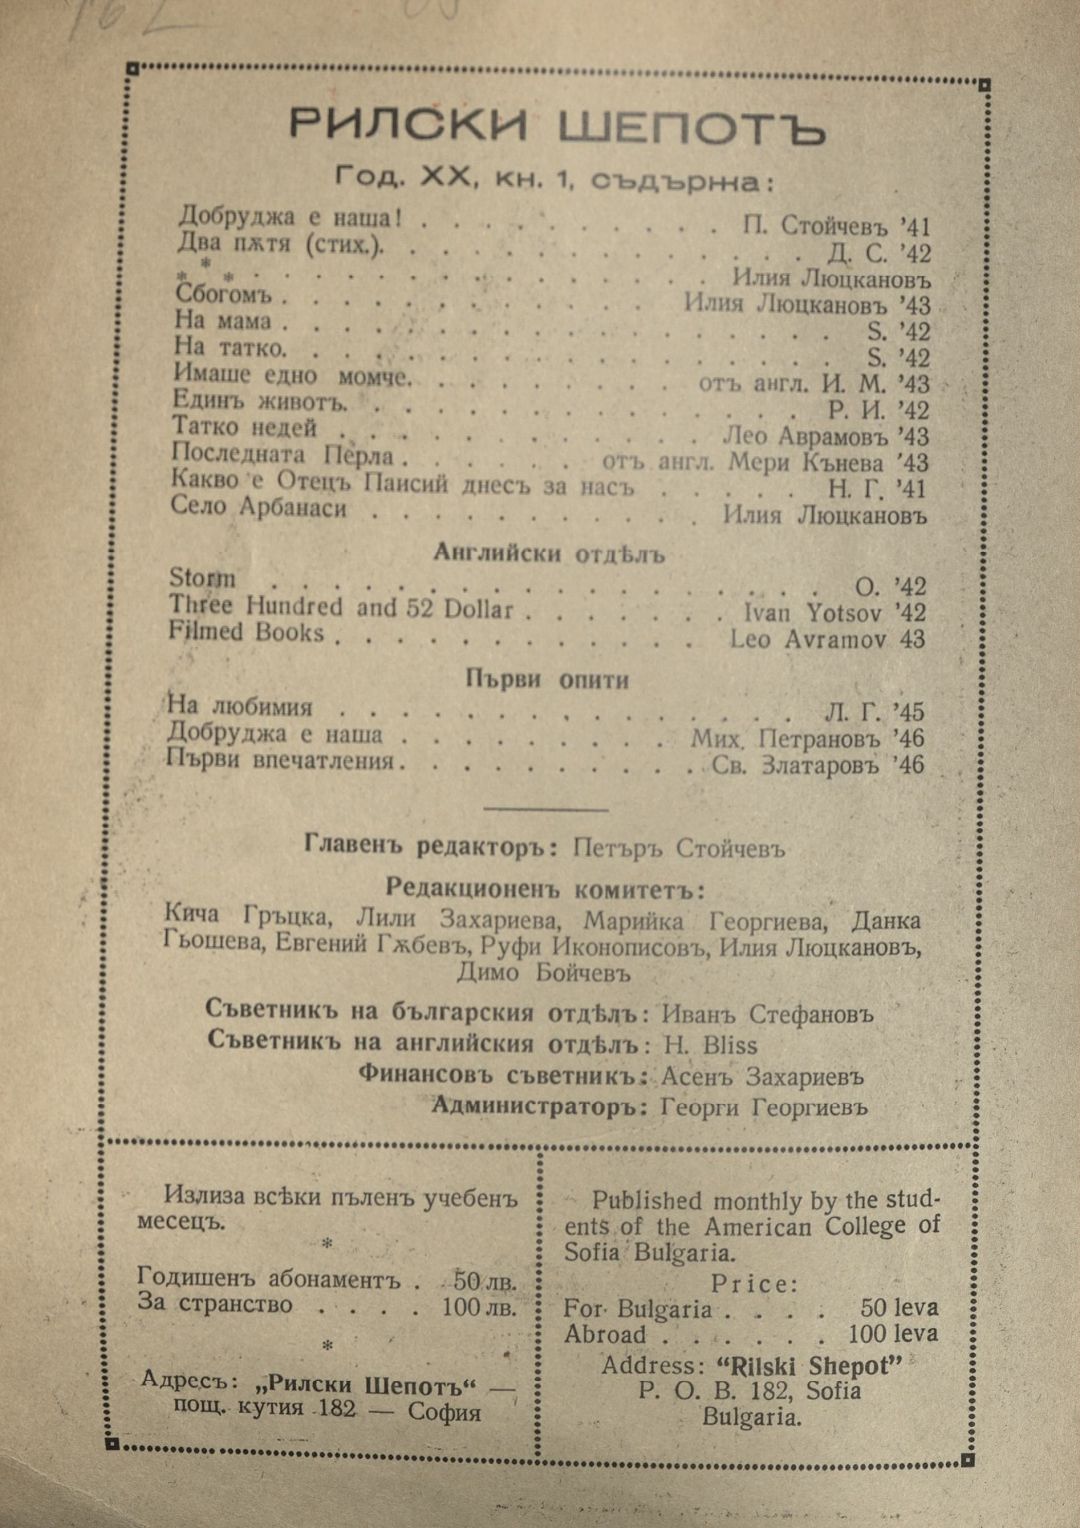 РИЛСКИ ШЕПОТЪ
Год. XX, кн. 1, съдържа:
Добруджа е наша! . . . . . . . . . . П. Стойчевъ '41
Два пѫтя (стих.). . . . . . . . . . . . . . . Д. С. '42
* * * . . . . . . . . . . . . . Илия Люцкановъ
Сбогомъ . . . . . . . . . . . . Илия Люцкановъ '43
На мама . . . . . . . . . . . . . . . . . . S. '42
На татко. . . . . . . . . . . . . . . . . . S. '42
Имаше едно момче. . . . . . . . . отъ англ. И. М. '43
Единъ животъ. . . . . . . . . . . . . . . Р. И. '42
Татко недей . . . . . . . . . . . . Лео Аврамовъ '43
Последната Перла . . . . . . отъ англ. Мери Кънева '43
Какво е Отецъ Паисий днесъ за насъ . . . . . Н. Г. '41
Село Арбанаси . . . . . . . . . . . Илия Люцкановъ
Английски отдѣлъ
Storm . . . . . . . . . . . . . . . . . . О. '42
Three Hundred and 52 Dollar . . . . . . . Ivan Yotsov '42
Filmed Books . . . . . . . . . . . . Leo Avramov 43
Първи опити
На любимия . . . . . . . . . . . . . . . Л. Г. '45
Добруджа е наша . . . . . . . . . Мих. Петрановъ '46
Първи впечатления . . . . . . . . . . Св. Златаровъ '46
Главенъ редакторъ: Петъръ Стойчевъ
Редакционенъ комитетъ:
Кича Гръцка, Лили Захариева, Марийка Георгиева, Данка
Гьошева, Евгений Гѫбевъ, Руфи Иконописовъ, Илия Люцкановъ,
Димо Бойчевъ
Съветникъ на българския отдѣлъ: Иванъ Стефановъ
Съветникъ на английския отдѣлъ: H. Bliss
Финансовъ съветникъ: Асенъ Захариевъ
Администраторъ: Георги Георгиевъ
Излиза всѣки пъленъ учебенъ
месецъ.
*
Годишенъ абонаментъ . 50 лв.
За странство . . . . 100 лв.
*
Адресъ: „Рилски Шепотъ“ —
пощ. кутия 182 — София
Published monthly by the stud-
ents of the American College of
Sofia Bulgaria.
Price:
For Bulgaria . . . . 50 leva
Abroad . . . . . . 100 leva
Address: “Rilski Shepot”
P. O. B. 182, Sofia
Bulgaria.